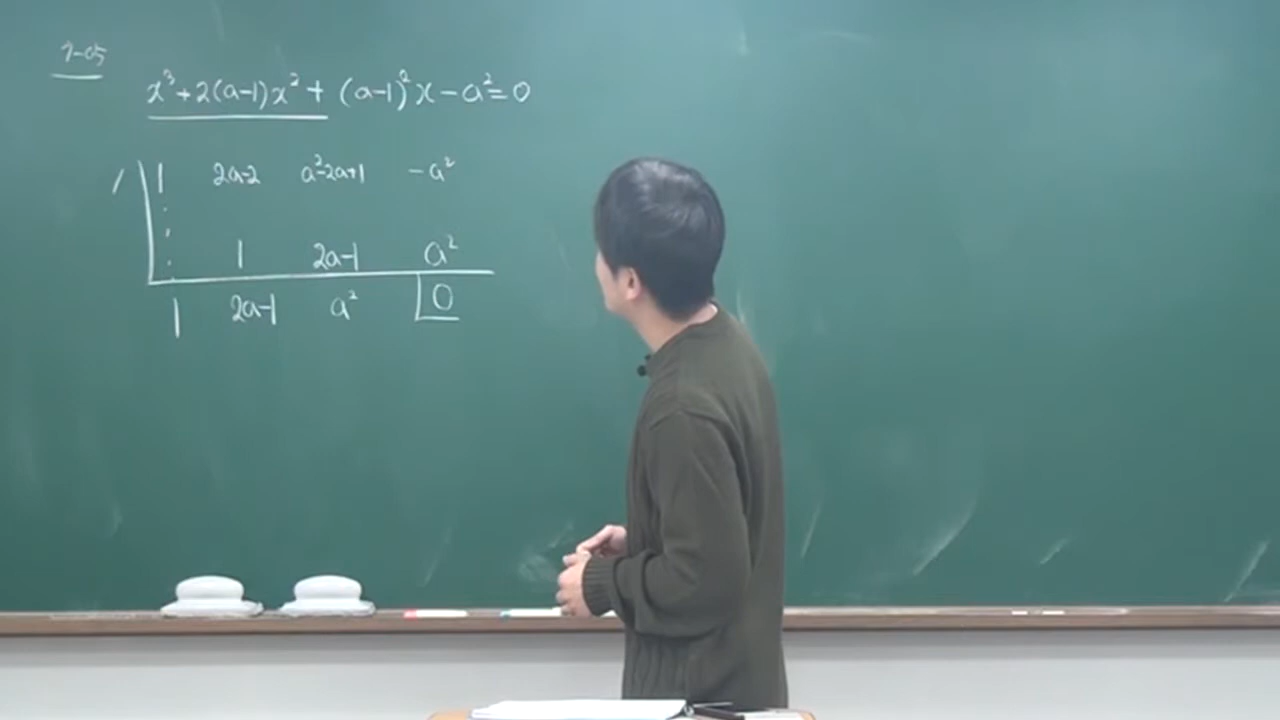 7-05
x³+2(a-1)x²+(a-1)²x-a²=0
1 1 2a-2 a²-2a+1 -a²
1 2a-1 a²
1 2a-1 a² 0